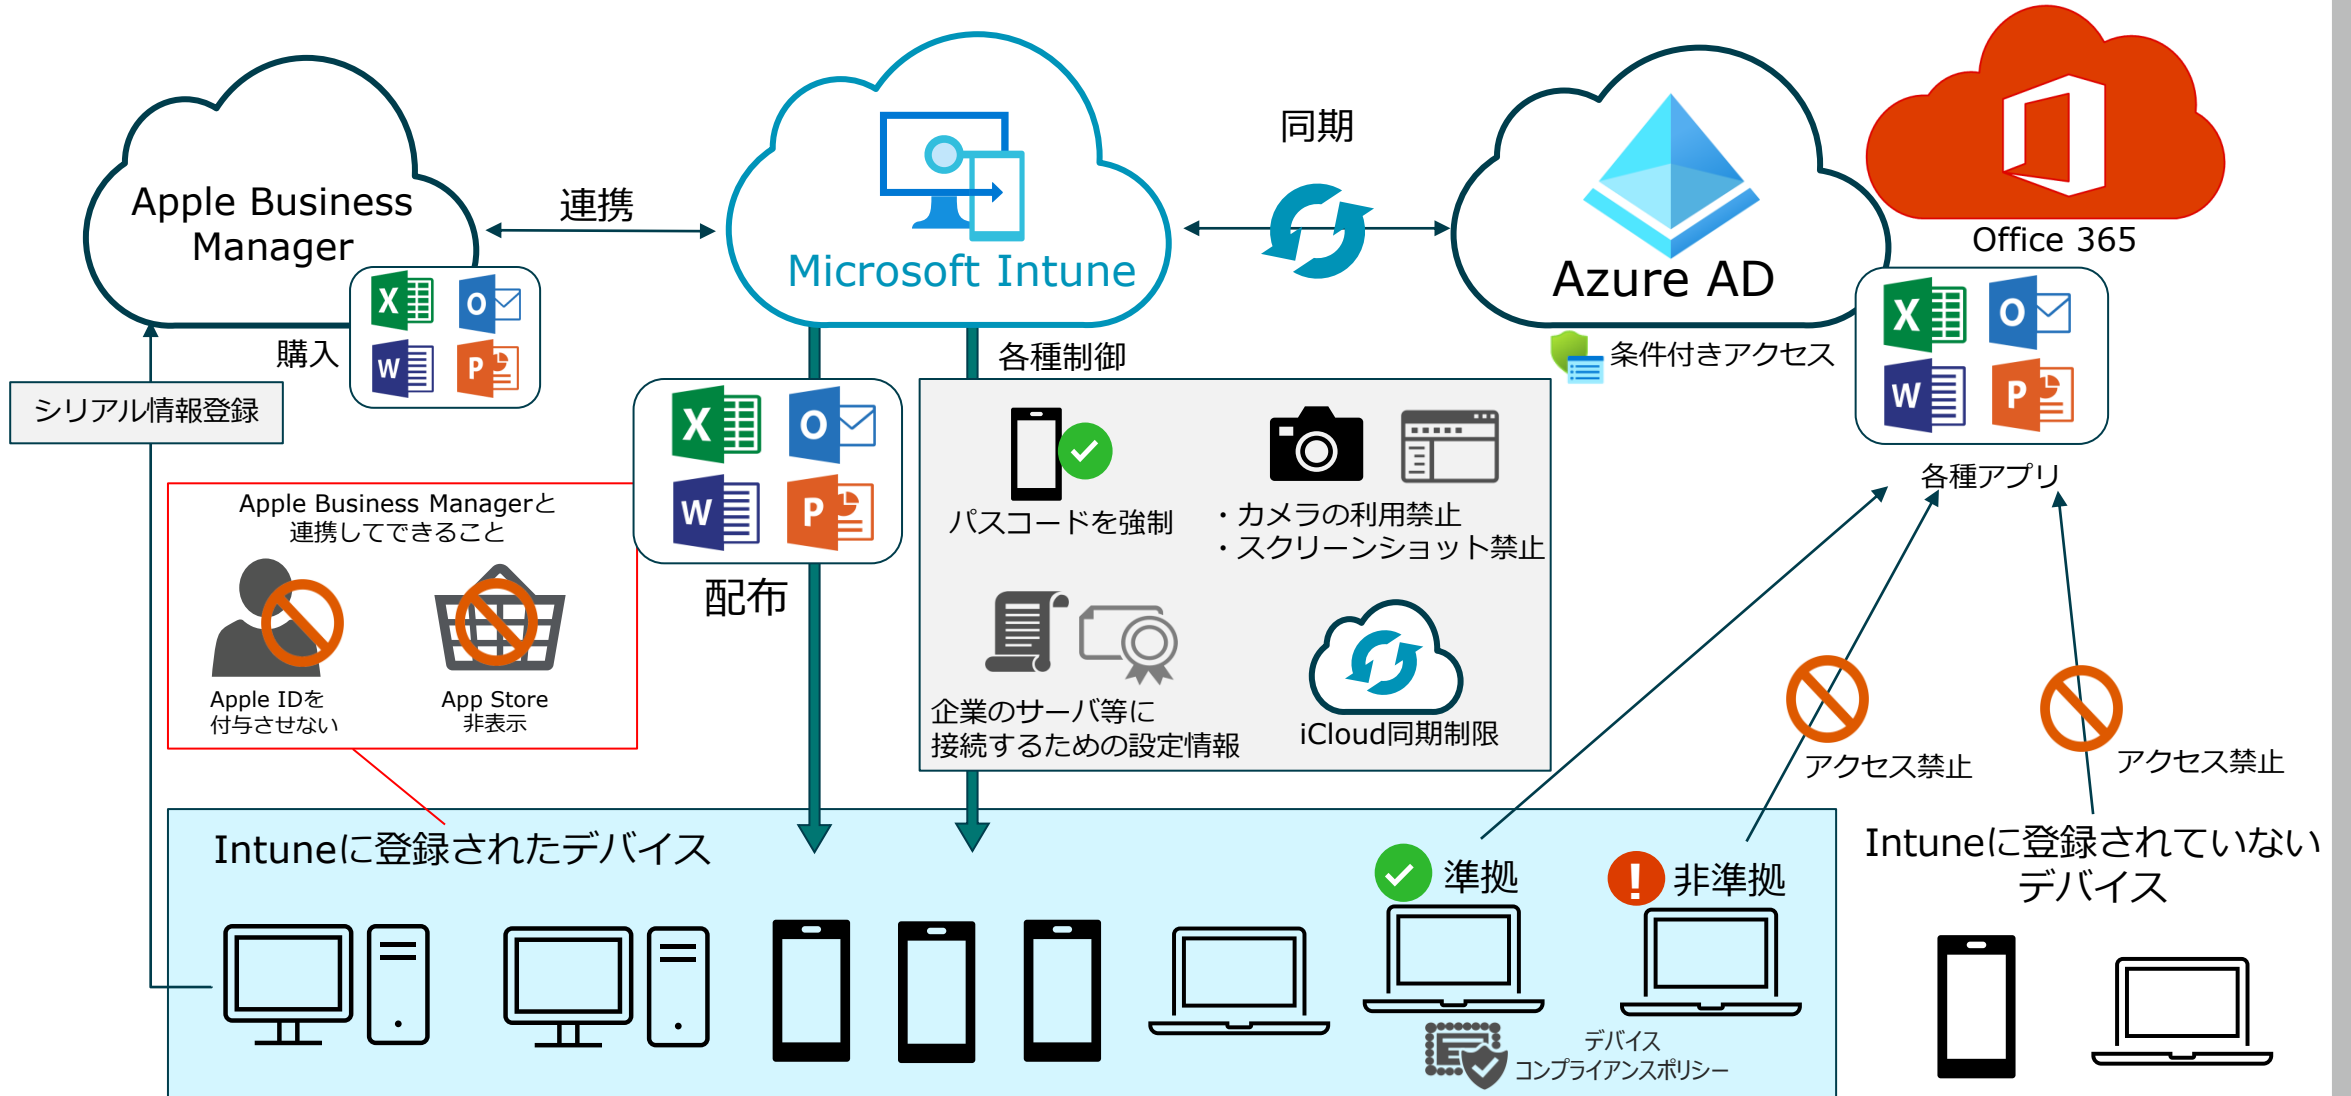 Apple Business
Manager
連携
Microsoft Intune
同期
Azure AD
Office 365
購入
各種制御
条件付きアクセス
シリアル情報登録
X
O
W
P
X
O
W
P
X
O
W
P
配布
各種アプリ
Apple Business Managerと
連携してできること
Apple IDを
付与させない
App Store
非表示
パスコードを強制
・カメラの利用禁止
・スクリーンショット禁止
企業のサーバ等に
接続するための設定情報
iCloud同期制限
アクセス禁止
アクセス禁止
Intuneに登録されたデバイス
準拠
非準拠
Intuneに登録されていない
デバイス
デバイス
コンプライアンスポリシー